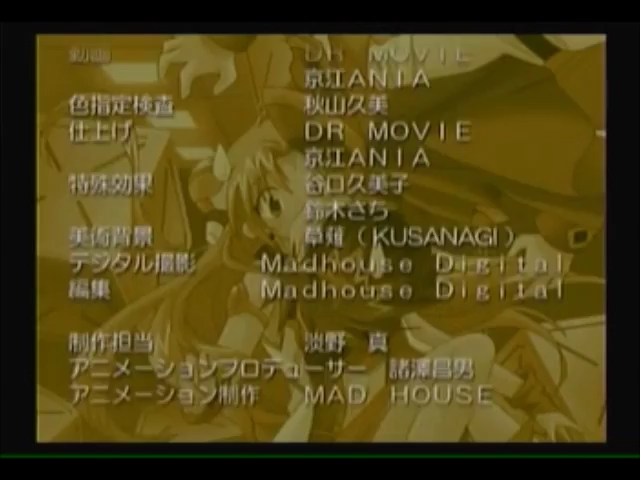 動画 DR MOVIE
京江ANIA
色指定検査 秋山久美
仕上げ DR MOVIE
京江ANIA
特殊効果 谷口久美子
鈴木さち
美術背景 草薙（KUSANAGI）
デジタル撮影 Madhouse Digital
編集 Madhouse Digital
制作担当 淡野 真
アニメーションプロデューサー 諸澤昌男
アニメーション制作 MAD HOUSE